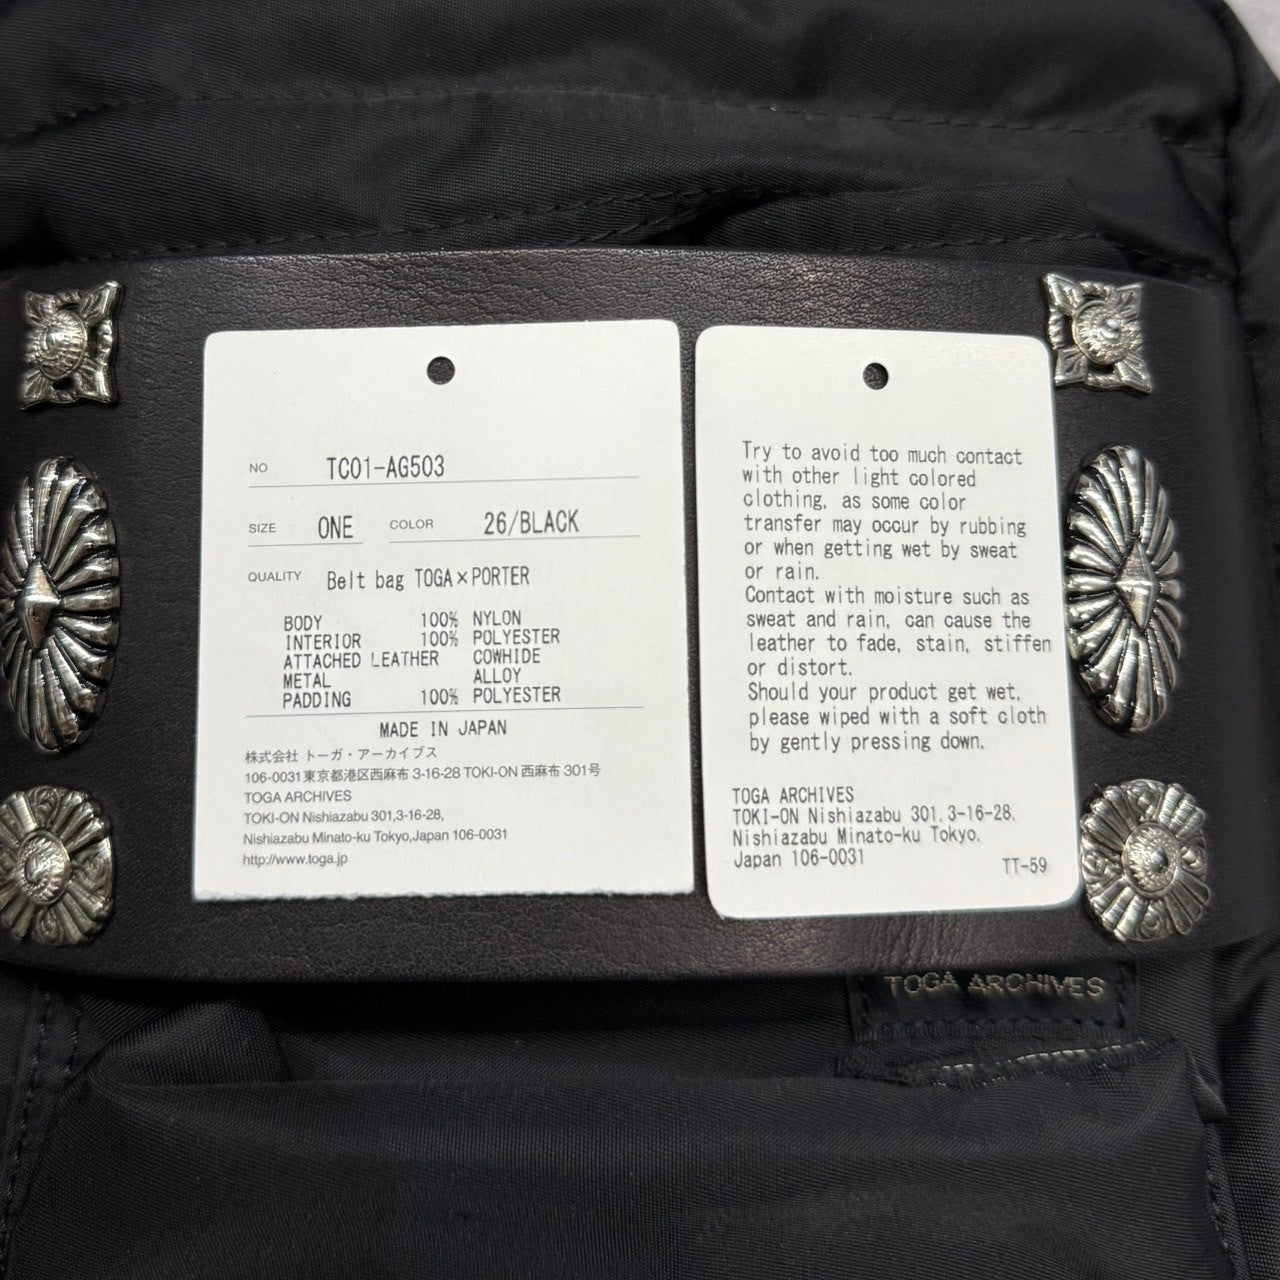 NO TC01-AG503
SIZE ONE COLOR 26/BLACK
QUALITY Belt bag TOGA×PORTER
BODY 100% NYLON
INTERIOR 100% POLYESTER
ATTACHED LEATHER COWHIDE
METAL ALLOY
PADDING 100% POLYESTER
MADE IN JAPAN
株式会社 トーガ・アーカイブス
106-0031 東京都港区西麻布 3-16-28 TOKI-ON 西麻布 301号
TOGA ARCHIVES
TOKI-ON Nishiazabu 301,3-16-28,
Nishiazabu Minato-ku Tokyo,Japan 106-0031
http://www.toga.jp
Try to avoid too much contact
with other light colored
clothing, as some color
transfer may occur by rubbing
or when getting wet by sweat
or rain.
Contact with moisture such as
sweat and rain, can cause the
leather to fade, stain, stiffen
or distort.
Should your product get wet,
please wiped with a soft cloth
by gently pressing down.
TOGA ARCHIVES
TOKI-ON Nishiazabu 301, 3-16-28,
Nishiazabu Minato-ku Tokyo,
Japan 106-0031
TT-59
TOGA ARCHIVES